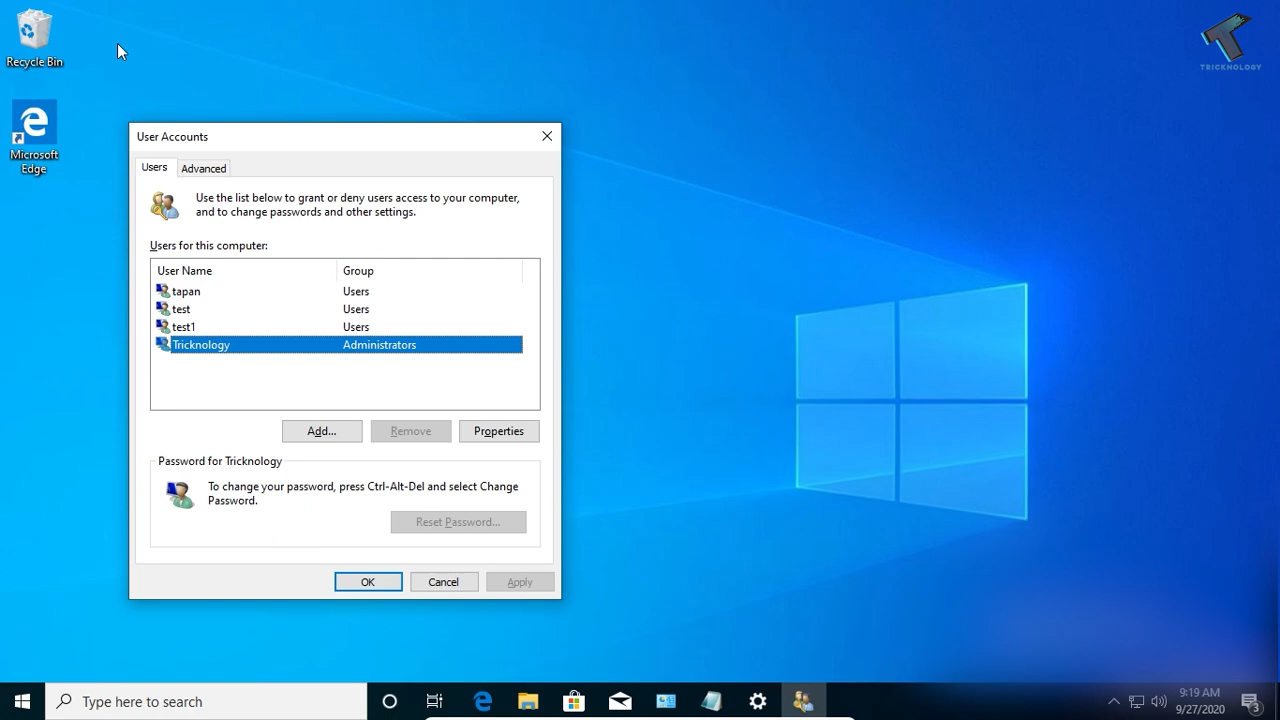 Recycle Bin
Microsoft
Edge
TRICKNOLOGY
User Accounts
Users
Advanced
Use the list below to grant or deny users access to your computer,
and to change passwords and other settings.
Users for this computer:
User Name Group
tapan Users
test Users
test1 Users
Tricknology Administrators
Add... Remove Properties
Password for Tricknology
To change your password, press Ctrl-Alt-Del and select Change
Password.
Reset Password...
OK Cancel Apply
Type here to search
9:19 AM
9/27/2020
3